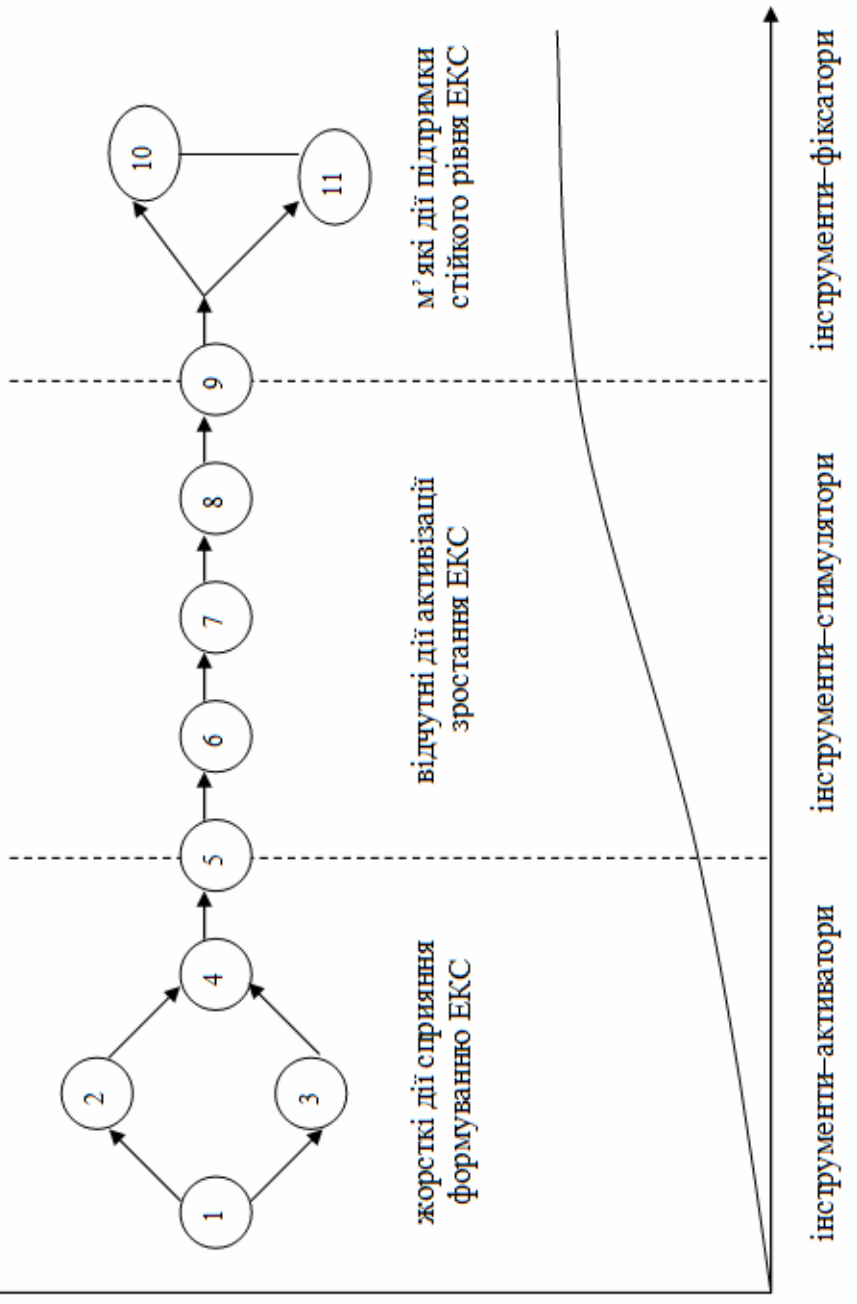 1
2
3
4
5
6
7
8
9
10
11
жорсткі дії сприяння
формуванню ЕКС
відчутні дії активізації
зростання ЕКС
м’які дії підтримки
стійкого рівня ЕКС
інструменти–активатори
інструменти–стимулятори
інструменти–фіксатори